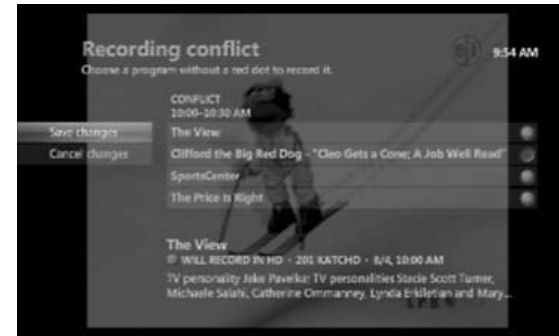 Recording conflict
9:54 AM
Choose a program without a red dot to record it.
CONFLICT
10:00-10:30 AM
Save changes
Cancel changes
The View
Clifford the Big Red Dog - "Cleo Gets a Cone; A Job Well Read"
SportsCenter
The Price Is Right
The View
WILL RECORD IN HD • 201 KATCHD • 8/4, 10:00 AM
TV personality Jake Pavelka; TV personalities Stacie Scott Turner,
Michaele Salahi, Catherine Ommanney, Lynda Erkiletian and Mary...